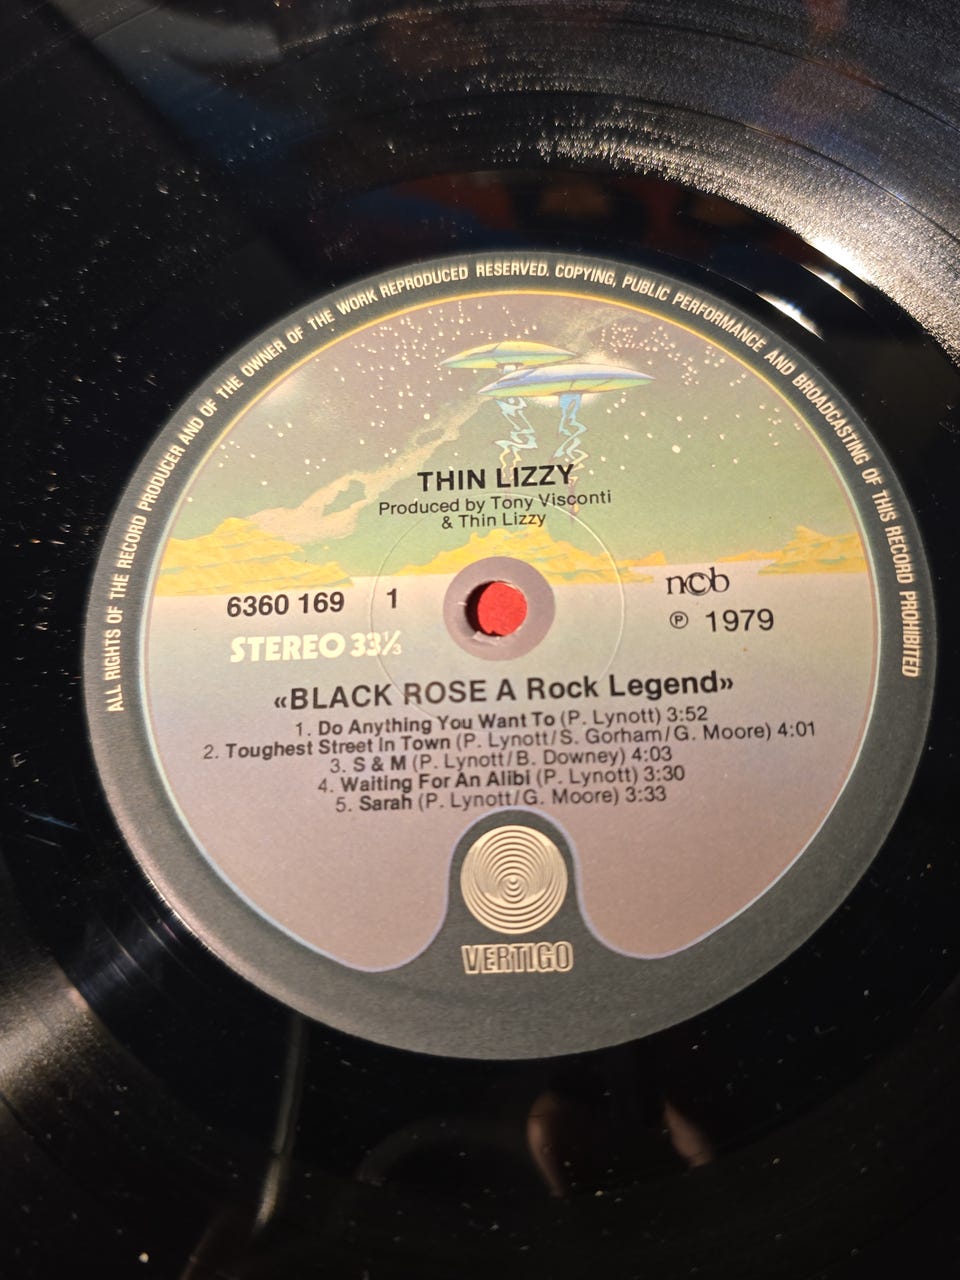 ALL RIGHTS OF THE RECORD PRODUCER AND OF THE OWNER OF THE WORK REPRODUCED RESERVED. COPYING, PUBLIC PERFORMANCE AND BROADCASTING OF THIS RECORD PROHIBITED
THIN LIZZY
Produced by Tony Visconti
& Thin Lizzy
6360 169 1
ncb
STEREO 33⅓
℗ 1979
«BLACK ROSE A Rock Legend»
1. Do Anything You Want To (P. Lynott) 3:52
2. Toughest Street In Town (P. Lynott/S. Gorham/G. Moore) 4:01
3. S & M (P. Lynott/B. Downey) 4:03
4. Waiting For An Alibi (P. Lynott) 3:30
5. Sarah (P. Lynott/G. Moore) 3:33
VERTIGO